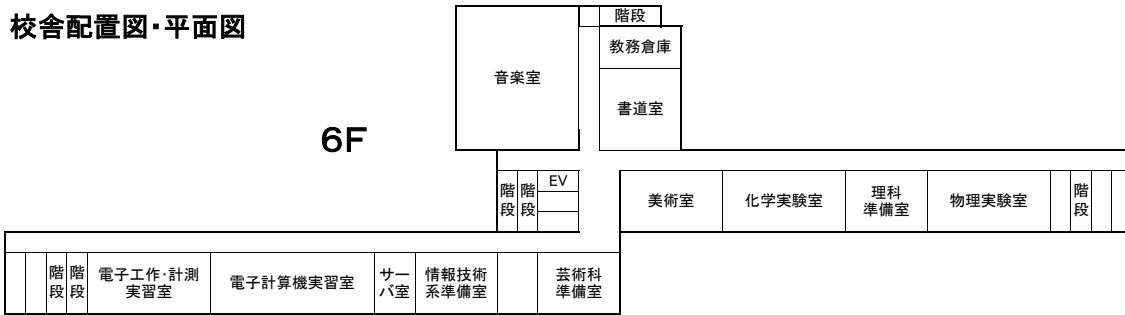 校舎配置図･平面図
階段
教務倉庫
音楽室
書道室
6F
階
段
階
段
EV
美術室
化学実験室
理科
準備室
物理実験室
階
段
階
段
階
段
電子工作･計測
実習室
電子計算機実習室
サー
バ室
情報技術
系準備室
芸術科
準備室